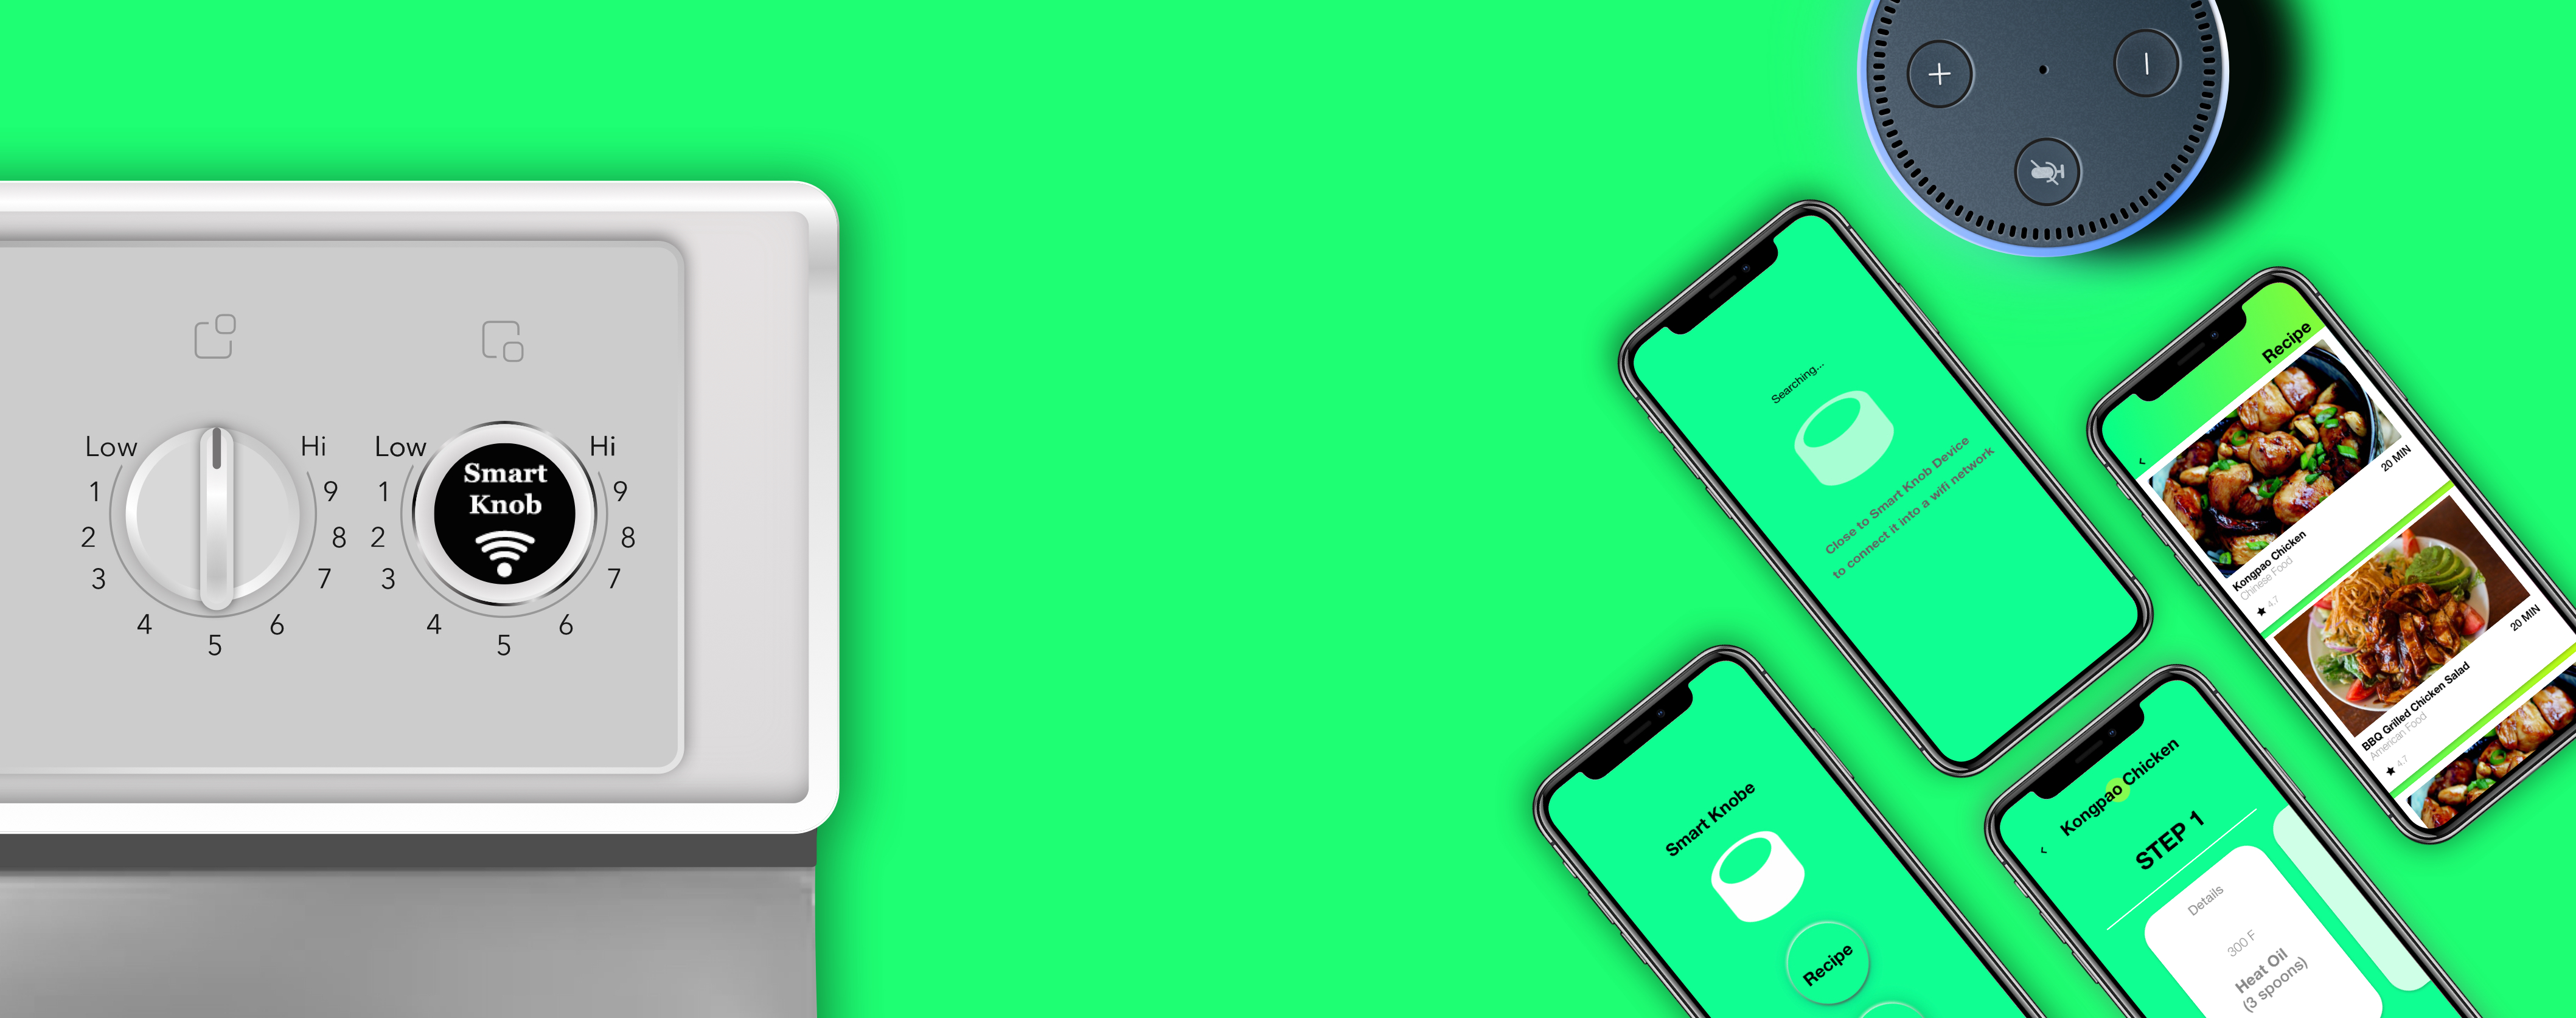 Low
Hi
1
2
3
4
5
6
7
8
9
Low
Hi
1
2
3
4
5
6
7
8
9
Smart
Knob
Searching...
Close to Smart Knob Device
to connect it into a wifi network
Recipe
<
20 MIN
Kongpao Chicken
Chinese Food
★ 4.7
20 MIN
BBQ Grilled Chicken Salad
American Food
★ 4.7
Smart Knobe
Recipe
<
Kongpao Chicken
STEP 1
Details
300 F
Heat Oil
(3 spoons)